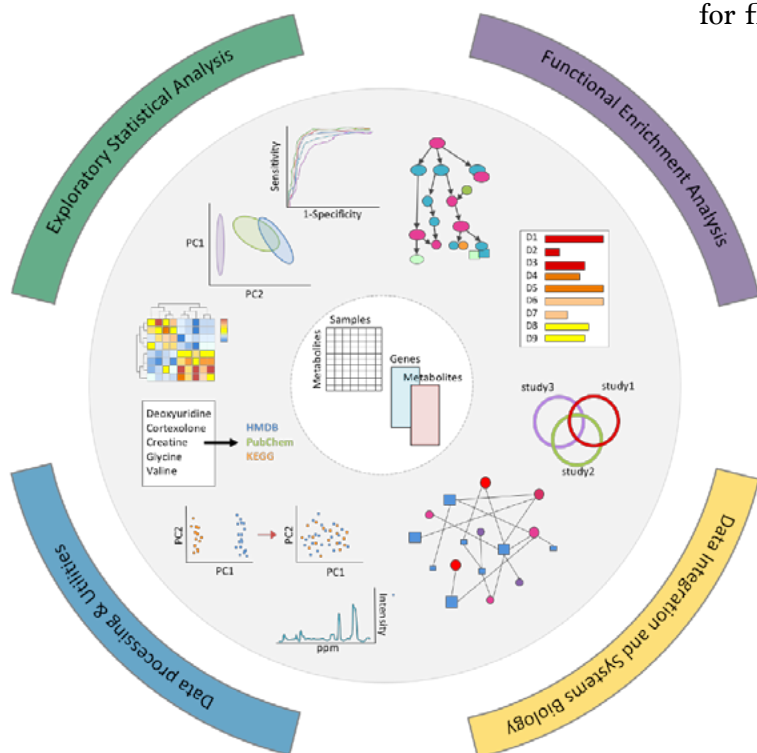 for fl
Exploratory Statistical Analysis
Functional Enrichment Analysis
Sensitivity
1-Specificity
PC1
PC2
D1
D2
D3
D4
D5
D6
D7
D8
D9
Samples
Metabolites
Genes
Metabolites
study3
study1
study2
Deoxyuridine
Cortexolone
Creatine
Glycine
Valine
HMDB
PubChem
KEGG
PC2
PC1
PC2
PC1
Intensity
ppm
Data processing & Utilities
Data Integration and Systems Biology